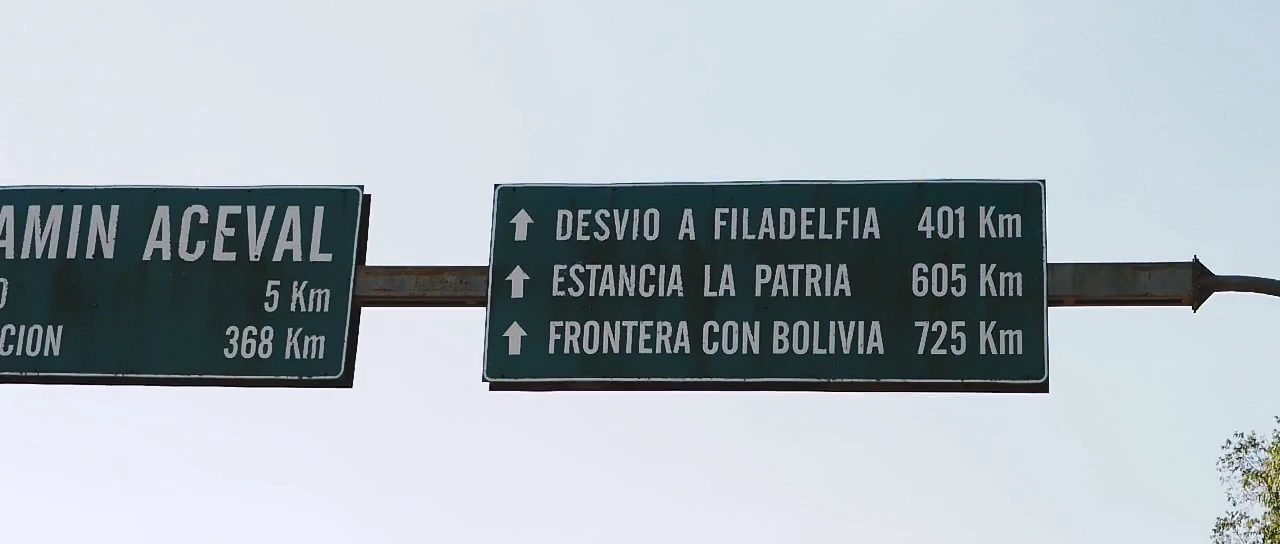 AMIN ACEVAL
5 Km
CION 368 Km
DESVIO A FILADELFIA 401 Km
ESTANCIA LA PATRIA 605 Km
FRONTERA CON BOLIVIA 725 Km